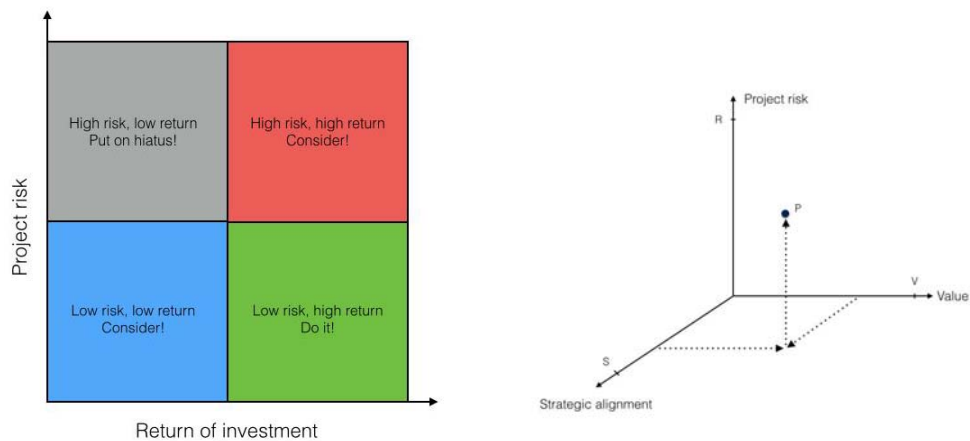 High risk, low return
Put on hiatus!
High risk, high return
Consider!
Low risk, low return
Consider!
Low risk, high return
Do it!
Project risk
Return of investment
Project risk
R
P
V
Value
S
Strategic alignment